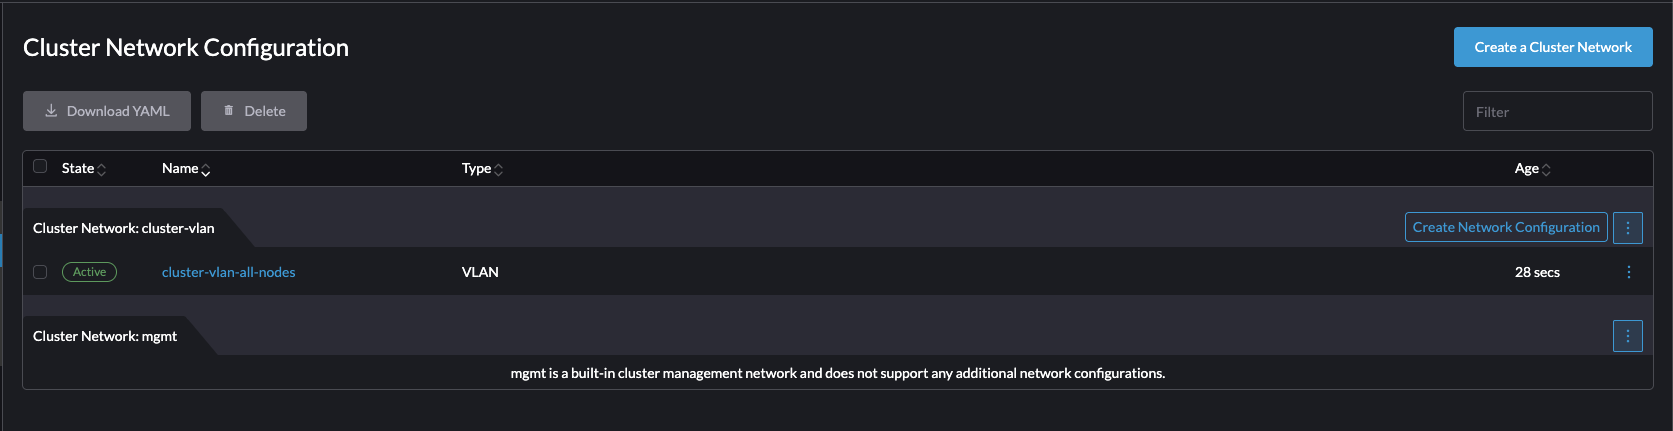 Cluster Network Configuration
Create a Cluster Network
Download YAML
Delete
Filter
State Name Type Age
Cluster Network: cluster-vlan
Create Network Configuration
Active cluster-vlan-all-nodes VLAN 28 secs
Cluster Network: mgmt
mgmt is a built-in cluster management network and does not support any additional network configurations.